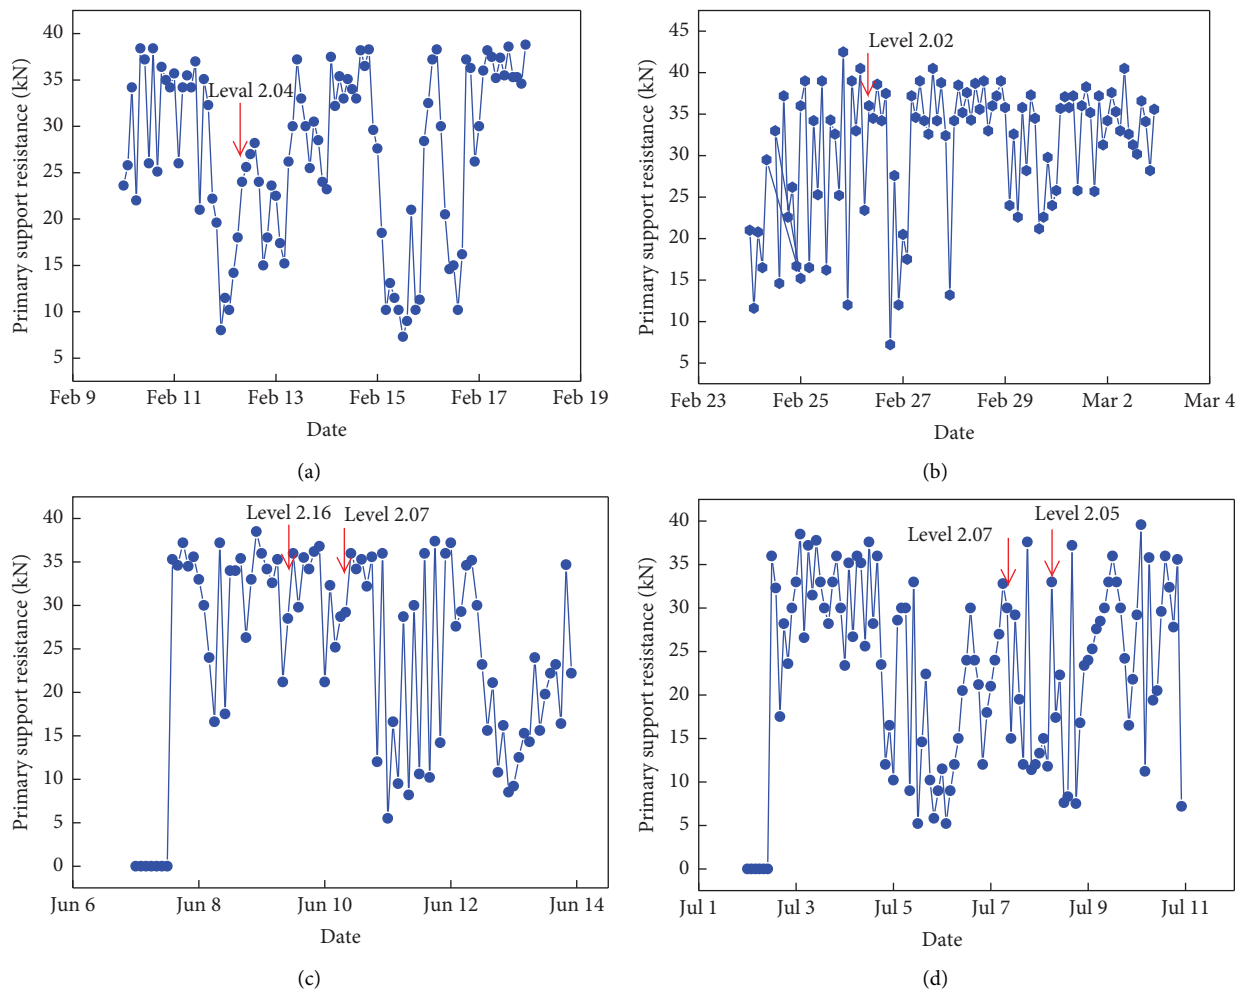 40
35
30
25
20
15
10
5
Primary support resistance (kN)
Leval 2.04
Feb 9 Feb 11 Feb 13 Feb 15 Feb 17 Feb 19
Date
(a)
45
40
35
30
25
20
15
10
5
Primary support resistance (kN)
Level 2.02
Feb 23 Feb 25 Feb 27 Feb 29 Mar 2 Mar 4
Date
(b)
40
35
30
25
20
15
10
5
0
Primary support resistance (kN)
Level 2.16 Level 2.07
Jun 6 Jun 8 Jun 10 Jun 12 Jun 14
Date
(c)
40
35
30
25
20
15
10
5
0
Primary support resistance (kN)
Level 2.05
Level 2.07
Jul 1 Jul 3 Jul 5 Jul 7 Jul 9 Jul 11
Date
(d)